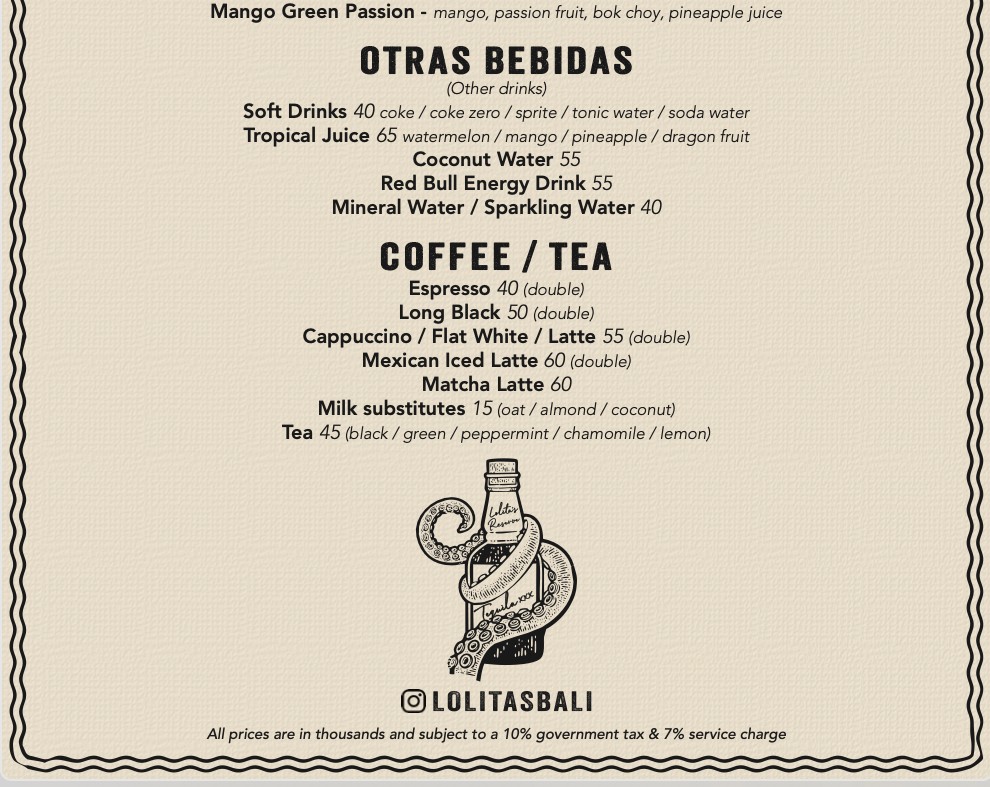 Mango Green Passion - mango, passion fruit, bok choy, pineapple juice
OTRAS BEBIDAS
(Other drinks)
Soft Drinks 40 coke / coke zero / sprite / tonic water / soda water
Tropical Juice 65 watermelon / mango / pineapple / dragon fruit
Coconut Water 55
Red Bull Energy Drink 55
Mineral Water / Sparkling Water 40
COFFEE / TEA
Espresso 40 (double)
Long Black 50 (double)
Cappuccino / Flat White / Latte 55 (double)
Mexican Iced Latte 60 (double)
Matcha Latte 60
Milk substitutes 15 (oat / almond / coconut)
Tea 45 (black / green / peppermint / chamomile / lemon)
Lolita's
Reserva
Tequila xxx
LOLITASBALI
All prices are in thousands and subject to a 10% government tax & 7% service charge